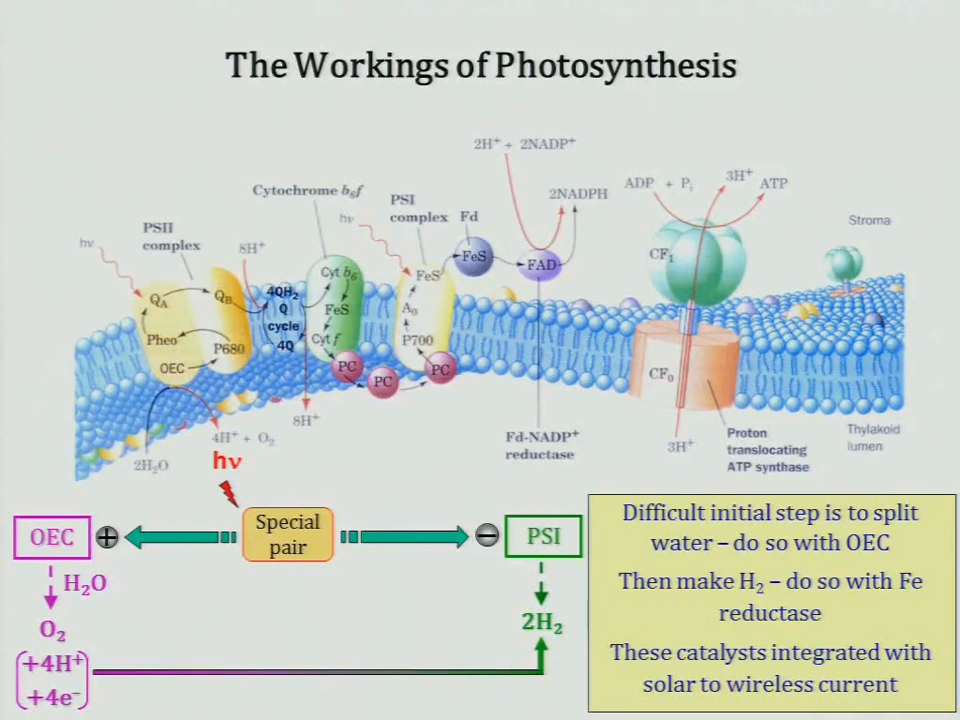 The Workings of Photosynthesis
2H⁺ + 2NADP⁺
2NADPH
ADP + Pᵢ
3H⁺
ATP
Cytochrome b₆f
PSI
complex
Fd
hν
PSII
complex
hν
8H⁺
Stroma
Q_A
Q_B
Pheo
P680
OEC
4QH₂
Q
cycle
4Q
Cyt b₆
FeS
Cyt f
FeS
A₀
P700
PC
PC
PC
FeS
FAD
CF₁
CF₀
8H⁺
4H⁺ + O₂
2H₂O
Fd-NADP⁺
reductase
3H⁺
Proton
translocating
ATP synthase
Thylakoid
lumen
hν
OEC
+
Special
pair
−
PSI
H₂O
O₂
+4H⁺
+4e⁻
2H₂
Difficult initial step is to split
water – do so with OEC
Then make H₂ – do so with Fe
reductase
These catalysts integrated with
solar to wireless current